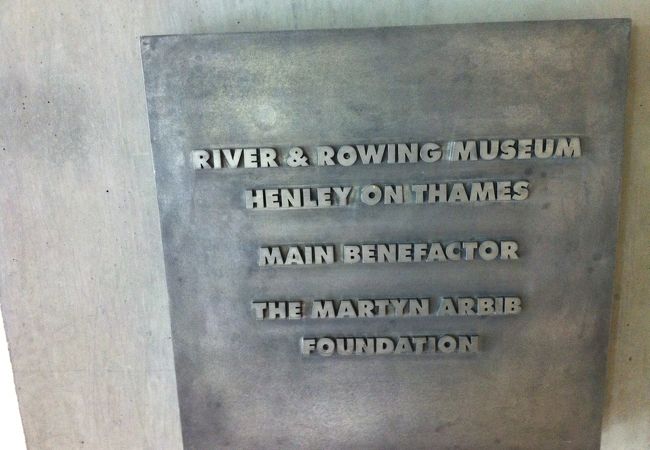 RIVER & ROWING MUSEUM
HENLEY ON THAMES
MAIN BENEFACTOR
THE MARTYN ARBIB
FOUNDATION